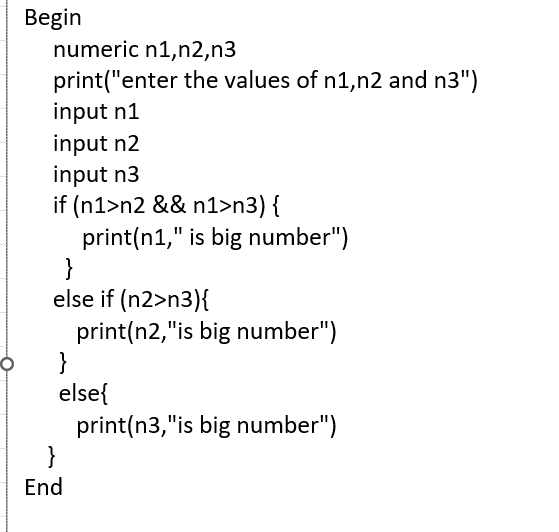 Begin
numeric n1,n2,n3
print("enter the values of n1,n2 and n3")
input n1
input n2
input n3
if (n1>n2 && n1>n3) {
print(n1," is big number")
}
else if (n2>n3){
print(n2,"is big number")
}
else{
print(n3,"is big number")
}
End